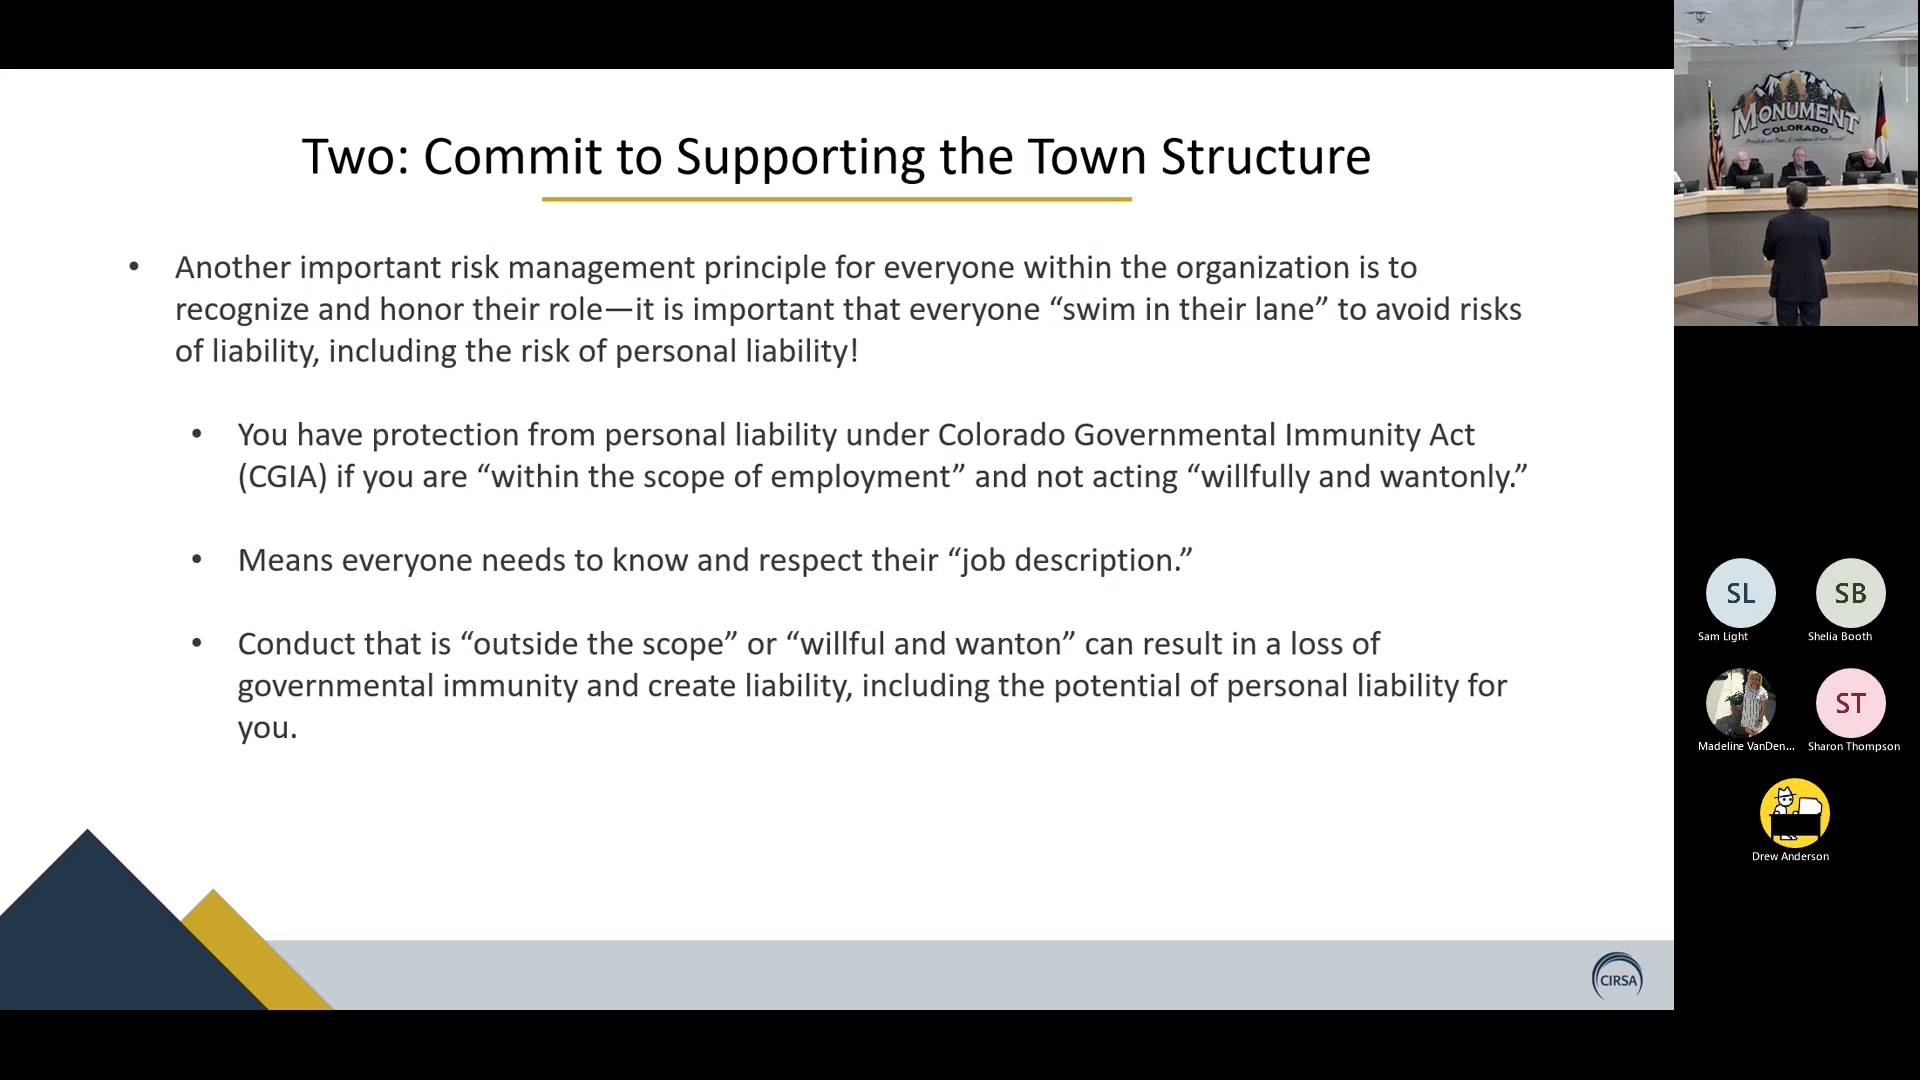 Two: Commit to Supporting the Town Structure
• Another important risk management principle for everyone within the organization is to
recognize and honor their role—it is important that everyone “swim in their lane” to avoid risks
of liability, including the risk of personal liability!
• You have protection from personal liability under Colorado Governmental Immunity Act
(CGIA) if you are “within the scope of employment” and not acting “willfully and wantonly.”
• Means everyone needs to know and respect their “job description.”
• Conduct that is “outside the scope” or “willful and wanton” can result in a loss of
governmental immunity and create liability, including the potential of personal liability for
you.
CIRSA
MONUMENT
COLORADO
SL
Sam Light
SB
Shelia Booth
Madeline VanDen...
ST
Sharon Thompson
Drew Anderson